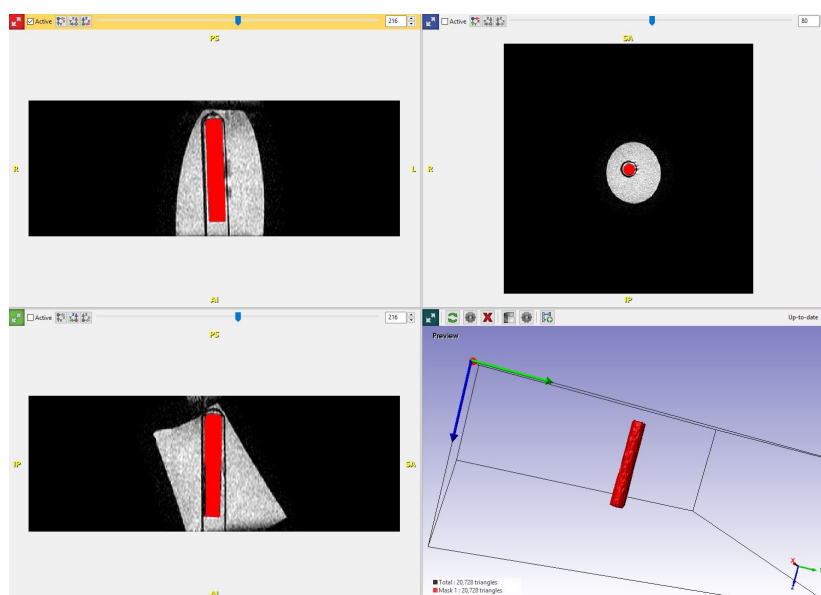 Active
216
PS
R
L
AI
Active
80
SA
R
IP
Active
216
PS
IP
SA
AI
Up-to-date
Preview
Total : 20,728 triangles
Mask 1 : 20,728 triangles
X
Z